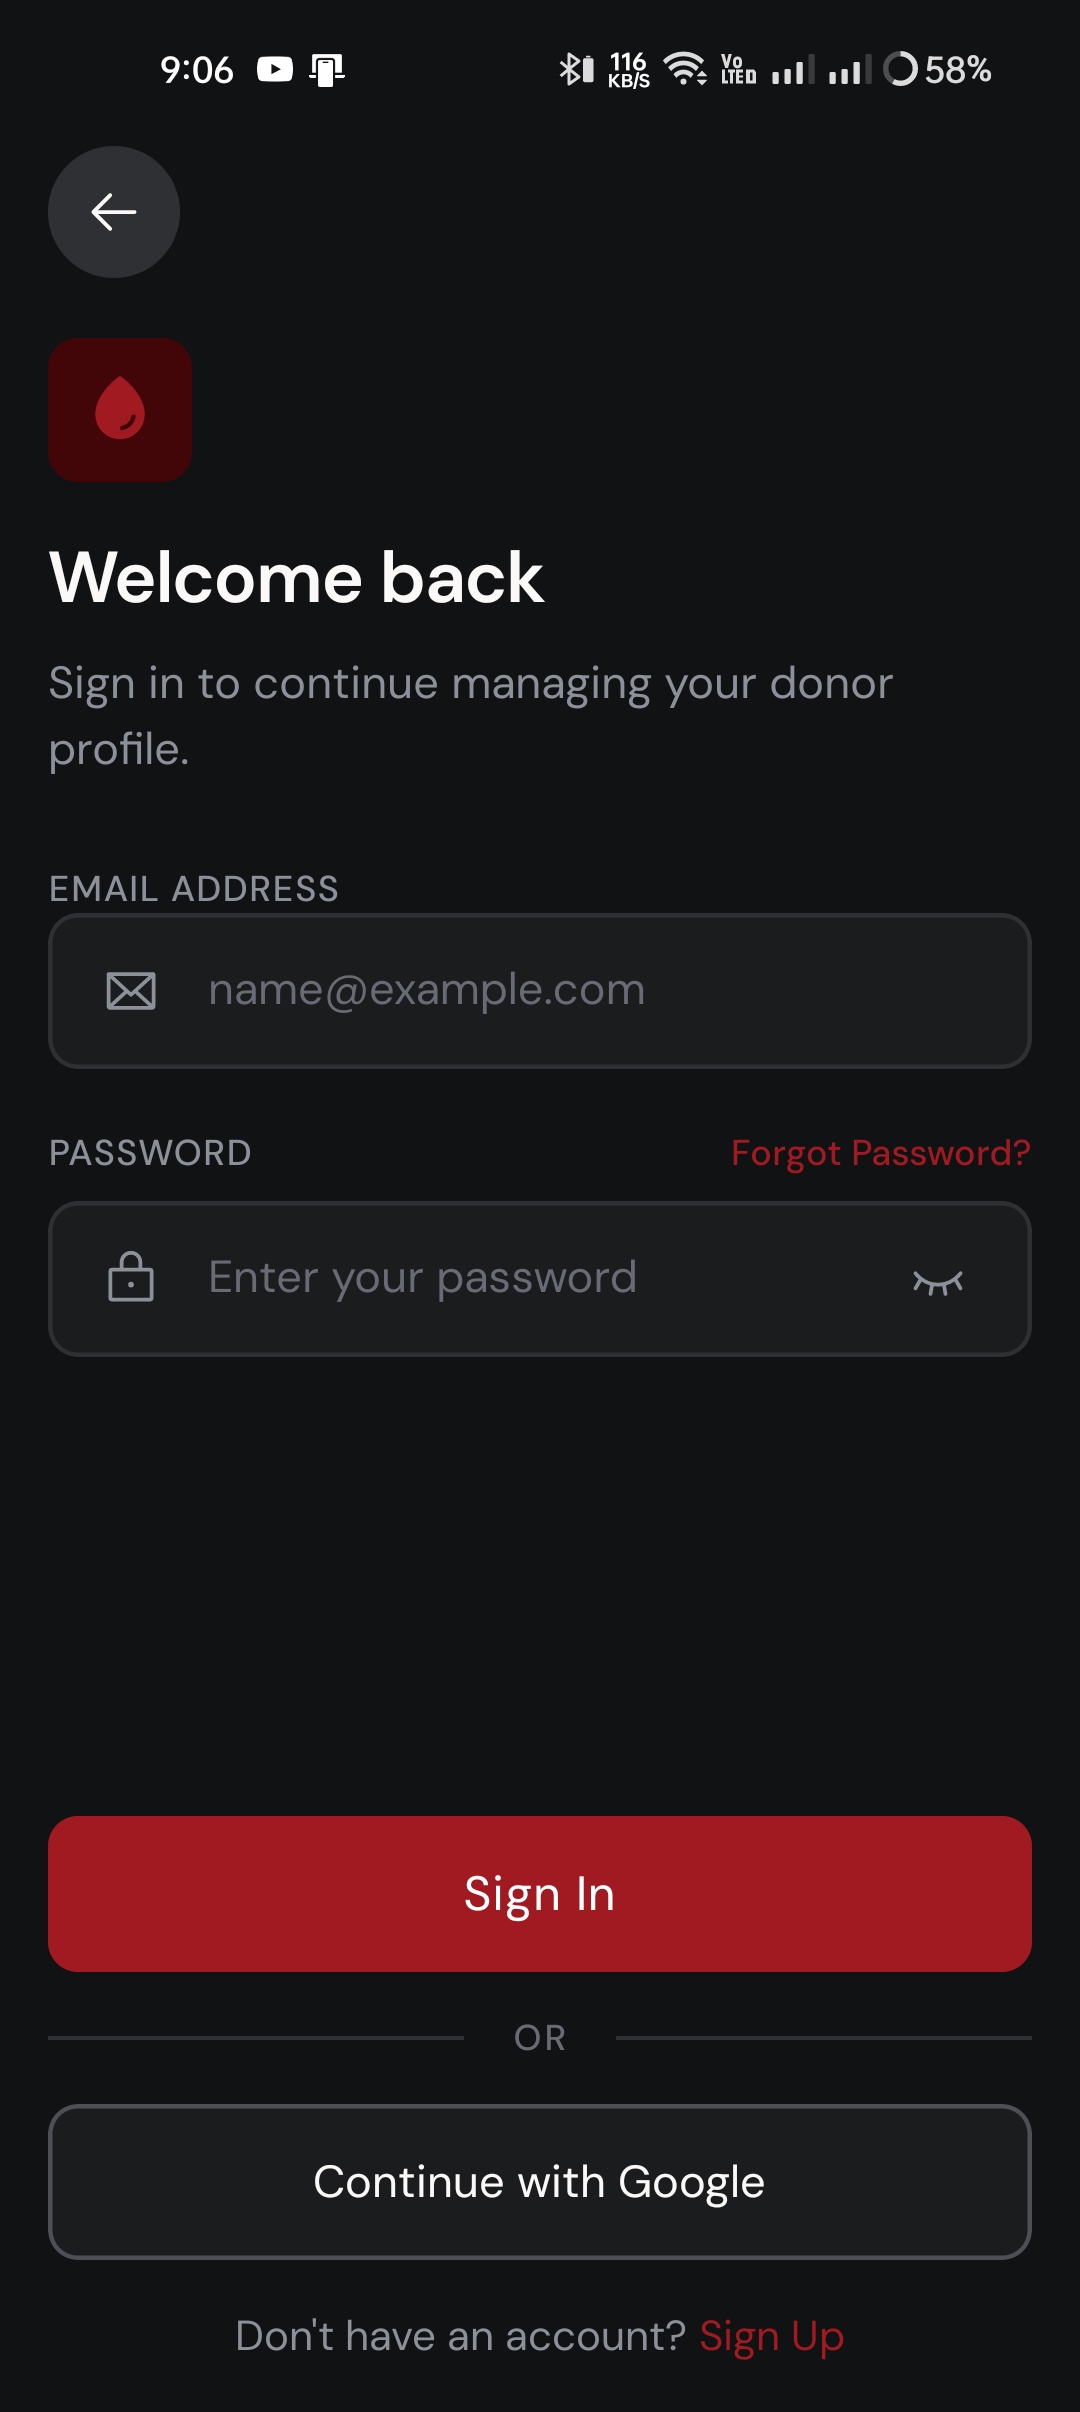 9:06 116 KB/S Vo LTE 58%
Welcome back
Sign in to continue managing your donor
profile.
EMAIL ADDRESS
name@example.com
PASSWORD Forgot Password?
Enter your password
Sign In
OR
Continue with Google
Don't have an account? Sign Up